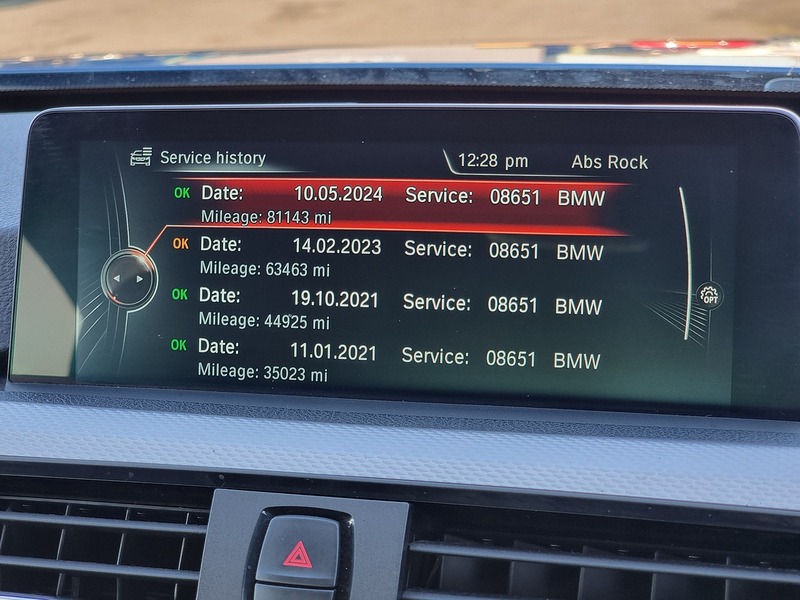 Service history 12:28 pm Abs Rock
OK Date: 10.05.2024 Service: 08651 BMW
Mileage: 81143 mi
OK Date: 14.02.2023 Service: 08651 BMW
Mileage: 63463 mi
OK Date: 19.10.2021 Service: 08651 BMW
Mileage: 44925 mi
OK Date: 11.01.2021 Service: 08651 BMW
Mileage: 35023 mi
OPT